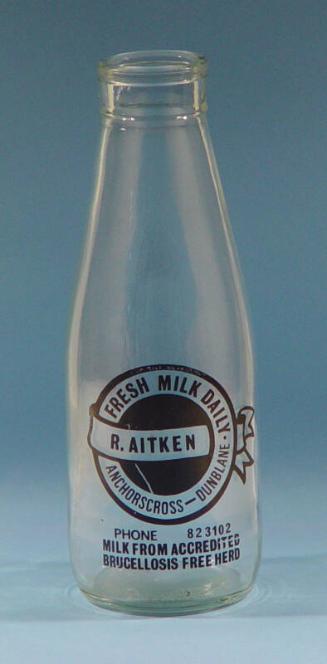 FRESH MILK DAILY
R. AITKEN
ANCHORSCROSS — DUNBLANE.
PHONE 823102
MILK FROM ACCREDITED
BRUCELLOSIS FREE HERD